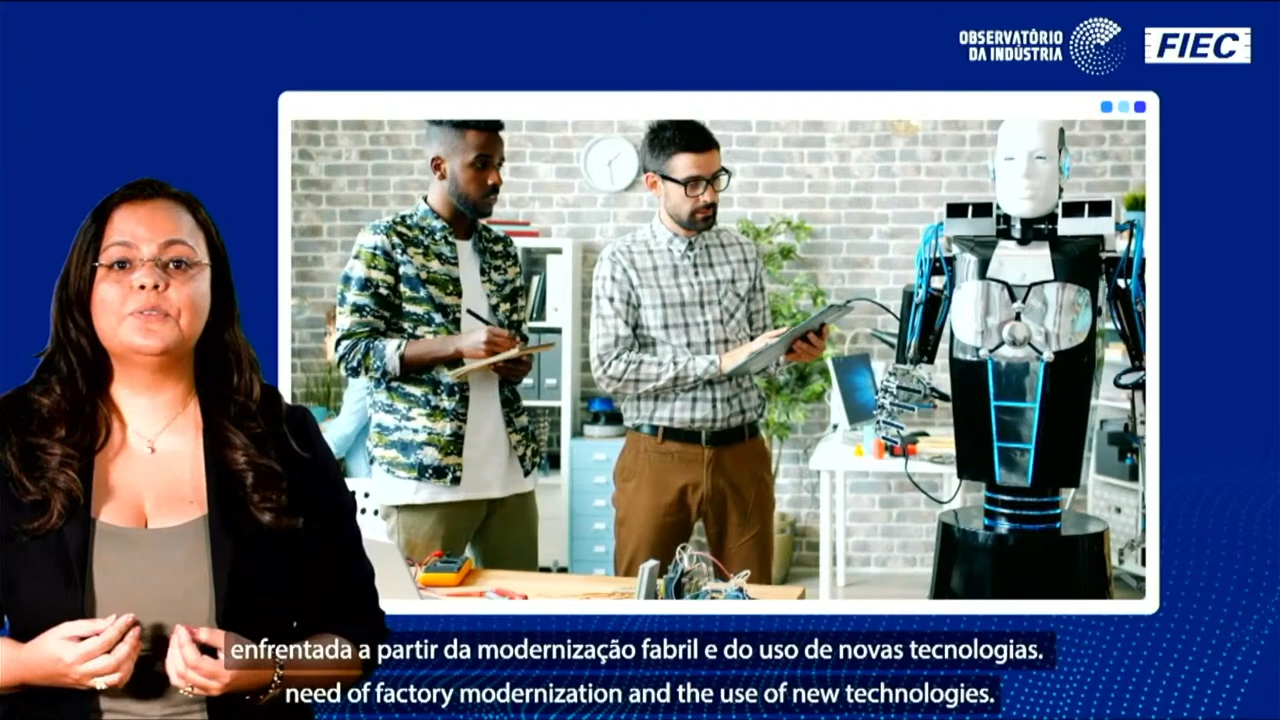 OBSERVATÓRIO
DA INDÚSTRIA
FIEC
enfrentada a partir da modernização fabril e do uso de novas tecnologias.
need of factory modernization and the use of new technologies.